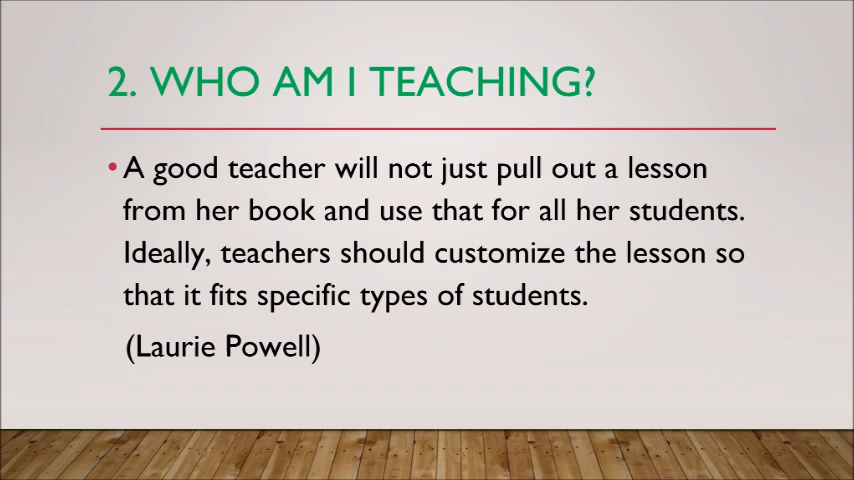 2. WHO AM I TEACHING?
• A good teacher will not just pull out a lesson
from her book and use that for all her students.
Ideally, teachers should customize the lesson so
that it fits specific types of students.
(Laurie Powell)